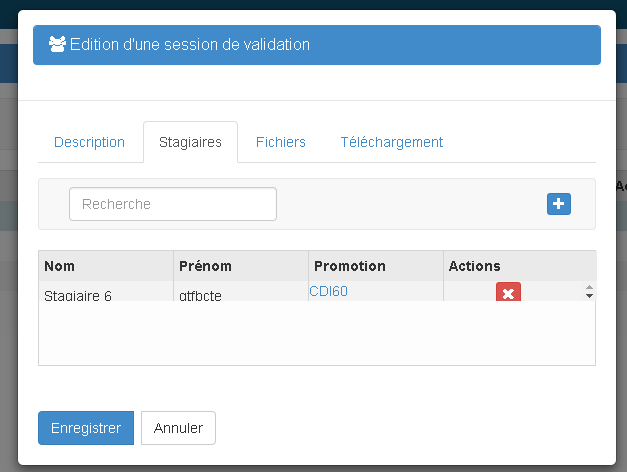 Edition d'une session de validation
Description Stagiaires Fichiers Téléchargement
Recherche
Nom Prénom Promotion Actions
Stagiaire 6 gtfbcte CDI60
Enregistrer Annuler